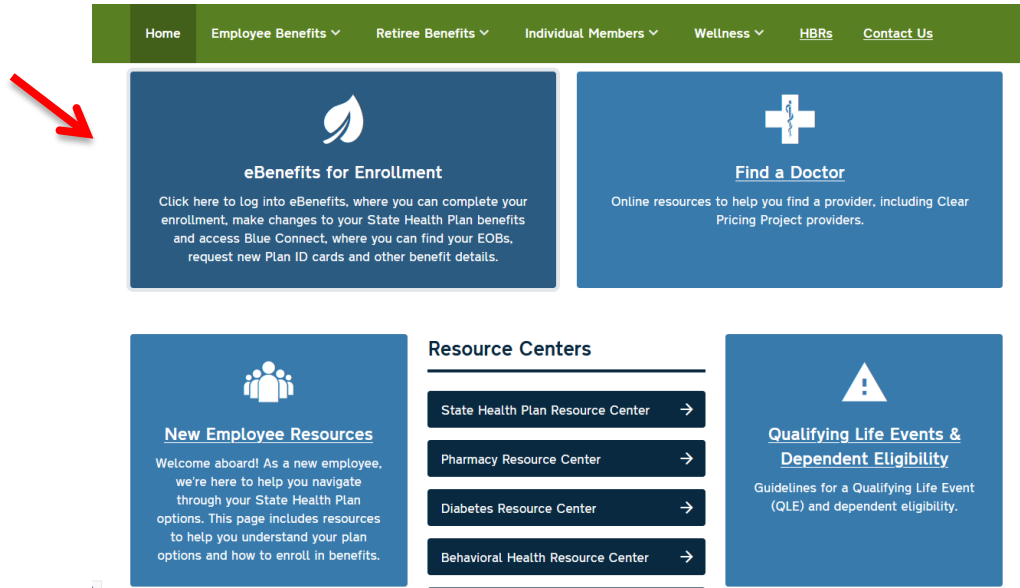 Home Employee Benefits Retiree Benefits Individual Members Wellness HBRs Contact Us
eBenefits for Enrollment
Click here to log into eBenefits, where you can complete your
enrollment, make changes to your State Health Plan benefits
and access Blue Connect, where you can find your EOBs,
request new Plan ID cards and other benefit details.
Find a Doctor
Online resources to help you find a provider, including Clear
Pricing Project providers.
New Employee Resources
Welcome aboard! As a new employee,
we're here to help you navigate
through your State Health Plan
options. This page includes resources
to help you understand your plan
options and how to enroll in benefits.
Resource Centers
State Health Plan Resource Center
Pharmacy Resource Center
Diabetes Resource Center
Behavioral Health Resource Center
Qualifying Life Events &
Dependent Eligibility
Guidelines for a Qualifying Life Event
(QLE) and dependent eligibility.